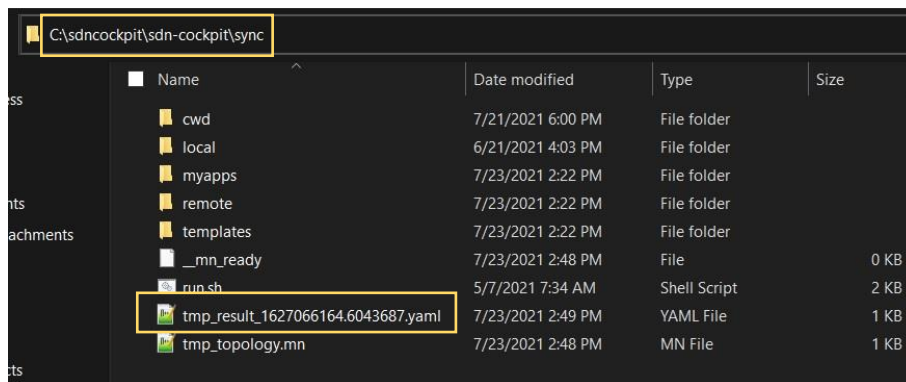 C:\sdncockpit\sdn-cockpit\sync
Name Date modified Type Size
ess
cwd 7/21/2021 6:00 PM File folder
local 6/21/2021 4:03 PM File folder
myapps 7/23/2021 2:22 PM File folder
nts remote 7/23/2021 2:22 PM File folder
achments templates 7/23/2021 2:22 PM File folder
__mn_ready 7/23/2021 2:48 PM File 0 KB
run.sh 5/7/2021 7:34 AM Shell Script 2 KB
tmp_result_1627066164.6043687.yaml 7/23/2021 2:49 PM YAML File 1 KB
tmp_topology.mn 7/23/2021 2:48 PM MN File 1 KB
cts